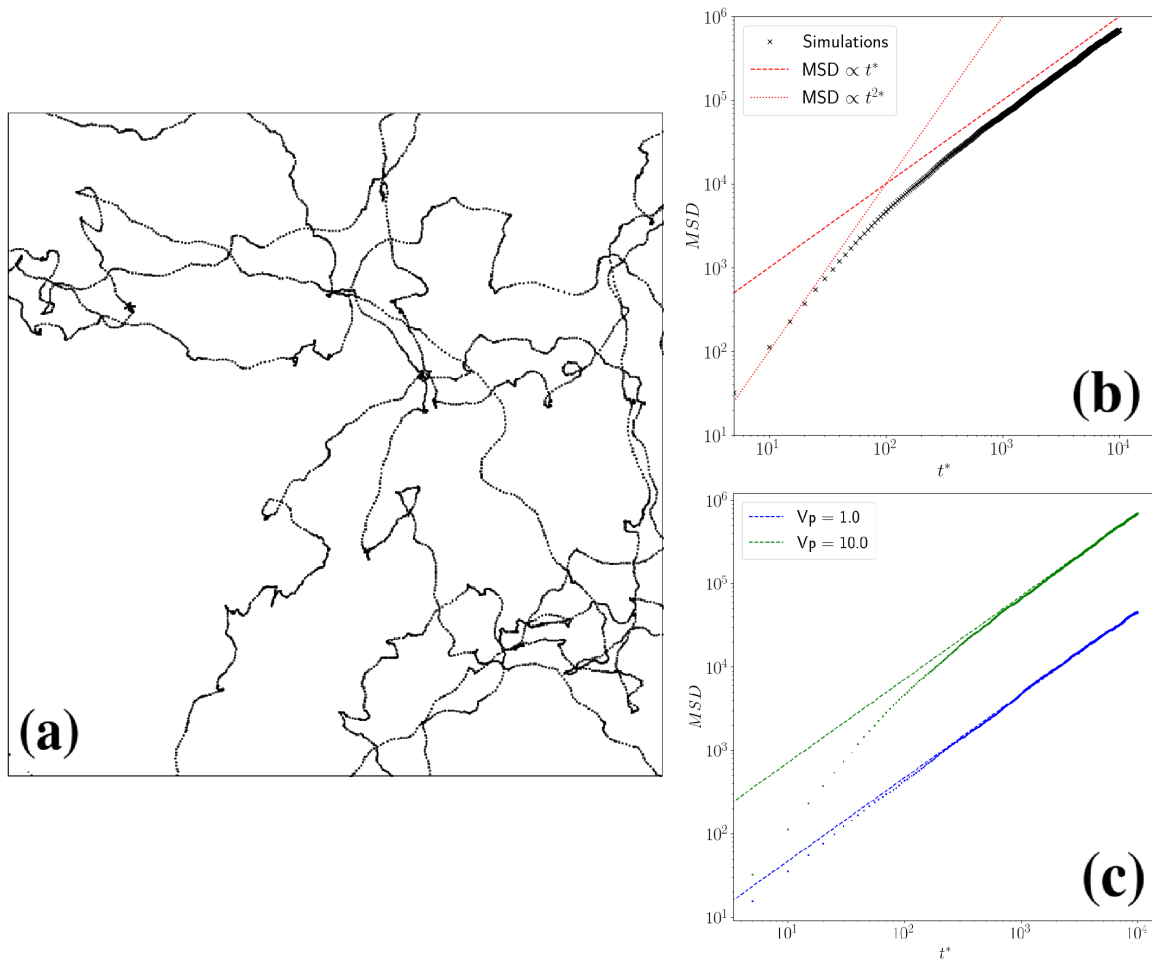 (a)
10^6
10^5
10^4
10^3
10^2
10^1
MSD
Simulations
MSD ∝ t*
MSD ∝ t^{2*}
(b)
10^1 10^2 10^3 10^4
t*
10^6
10^5
10^4
10^3
10^2
10^1
MSD
Vp = 1.0
Vp = 10.0
(c)
10^1 10^2 10^3 10^4
t*